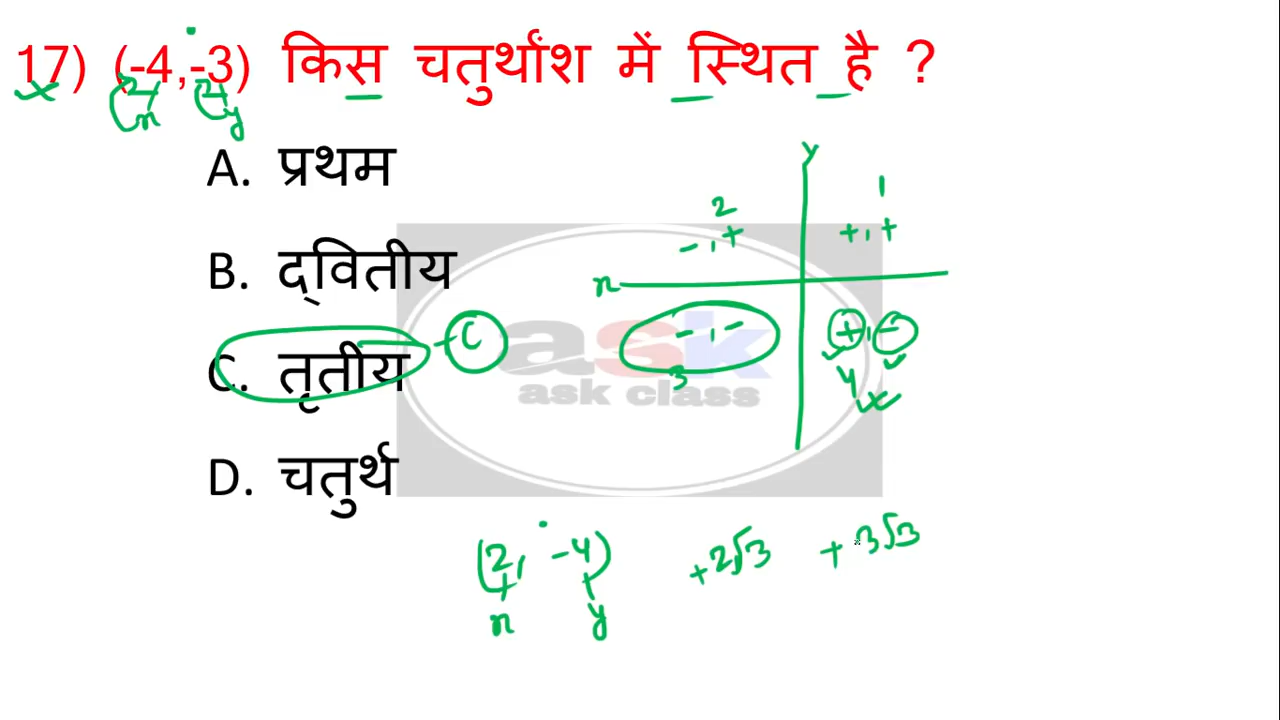 17) (-4,-3) किस चतुर्थांश में स्थित है ?
x y
A. प्रथम
B. द्वितीय
C. तृतीय - C
D. चतुर्थ
y
2 1
-,+ +,+
x
-,- +,-
3 4
ask
ask class
(2, -4) +2√3 +3√3
x y